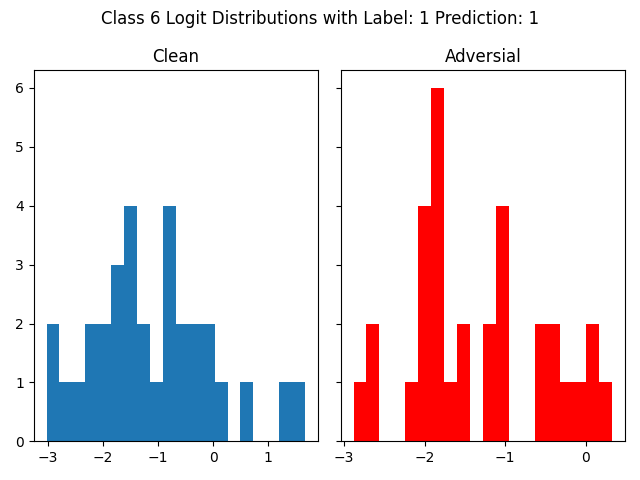 Class 6 Logit Distributions with Label: 1 Prediction: 1
Clean
Adversial
6
5
4
3
2
1
0
−3 −2 −1 0 1
−3 −2 −1 0